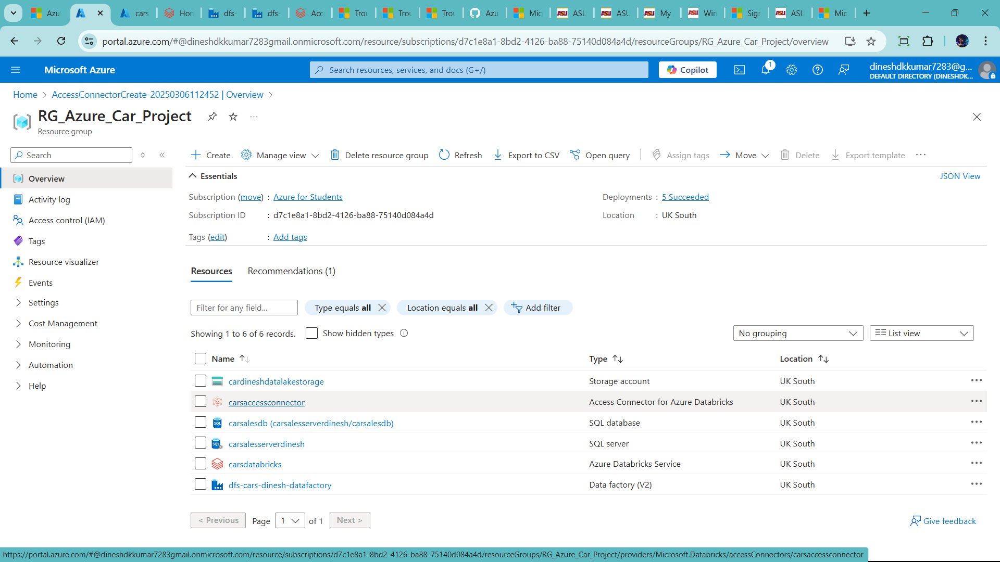 Azu
cars
Hon
dfs-
dfs-
Acc
Trou
Trou
Trou
Azu
Mic
ASU
ASU
My
Win
Sigr
ASU
Mic
portal.azure.com/#@dineshdkkumar7283gmail.onmicrosoft.com/resource/subscriptions/d7c1e8a1-8bd2-4126-ba88-75140d084a4d/resourceGroups/RG_Azure_Car_Project/overview
Microsoft Azure
Search resources, services, and docs (G+/)
Copilot
1
dineshdkkumar7283@g...
DEFAULT DIRECTORY (DINESHDK...
Home > AccessConnectorCreate-20250306112452 | Overview >
RG_Azure_Car_Project
Resource group
Search
Create
Manage view
Delete resource group
Refresh
Export to CSV
Open query
Assign tags
Move
Delete
Export template
Overview
Activity log
Access control (IAM)
Tags
Resource visualizer
Events
Settings
Cost Management
Monitoring
Automation
Help
Essentials
JSON View
Subscription (move) : Azure for Students
Deployments : 5 Succeeded
Subscription ID : d7c1e8a1-8bd2-4126-ba88-75140d084a4d
Location : UK South
Tags (edit) : Add tags
Resources
Recommendations (1)
Filter for any field...
Type equals all
Location equals all
Add filter
Showing 1 to 6 of 6 records.
Show hidden types
No grouping
List view
Name Type Location
cardineshdatalakestorage Storage account UK South
carsaccessconnector Access Connector for Azure Databricks UK South
carsalesdb (carsalesserverdinesh/carsalesdb) SQL database UK South
carsalesserverdinesh SQL server UK South
carsdatabricks Azure Databricks Service UK South
dfs-cars-dinesh-datafactory Data factory (V2) UK South
< Previous Page 1 of 1 Next >
Give feedback
https://portal.azure.com/#@dineshdkkumar7283gmail.onmicrosoft.com/resource/subscriptions/d7c1e8a1-8bd2-4126-ba88-75140d084a4d/resourceGroups/RG_Azure_Car_Project/providers/Microsoft.Databricks/accessConnectors/carsaccessconnector